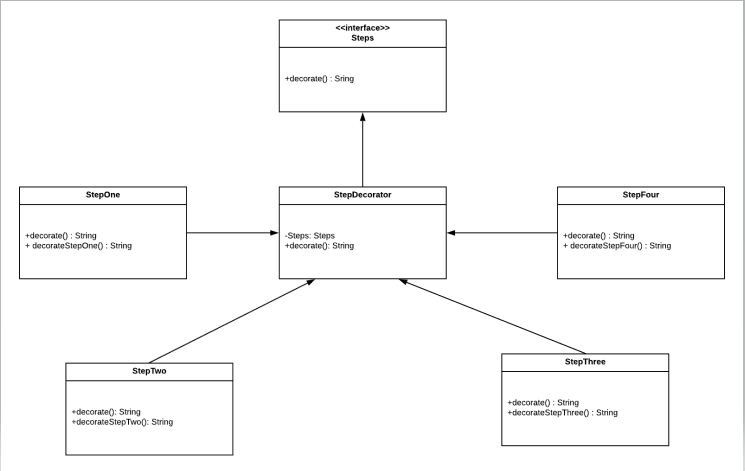 <<interface>>
Steps
+decorate() : Sring
StepOne
+decorate() : String
+ decorateStepOne() : String
StepDecorator
-Steps: Steps
+decorate(): String
StepFour
+decorate() : String
+ decorateStepFour() : String
StepTwo
+decorate(): String
+decorateStepTwo(): String
StepThree
+decorate() : String
+decorateStepThree() : String